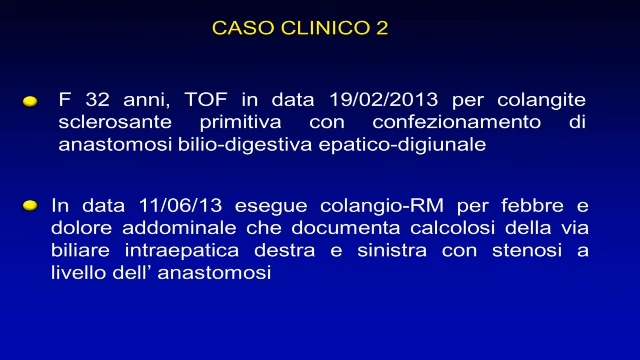 CASO CLINICO 2
F 32 anni, TOF in data 19/02/2013 per colangite
sclerosante primitiva con confezionamento di
anastomosi bilio-digestiva epatico-digiunale
In data 11/06/13 esegue colangio-RM per febbre e
dolore addominale che documenta calcolosi della via
biliare intraepatica destra e sinistra con stenosi a
livello dell' anastomosi